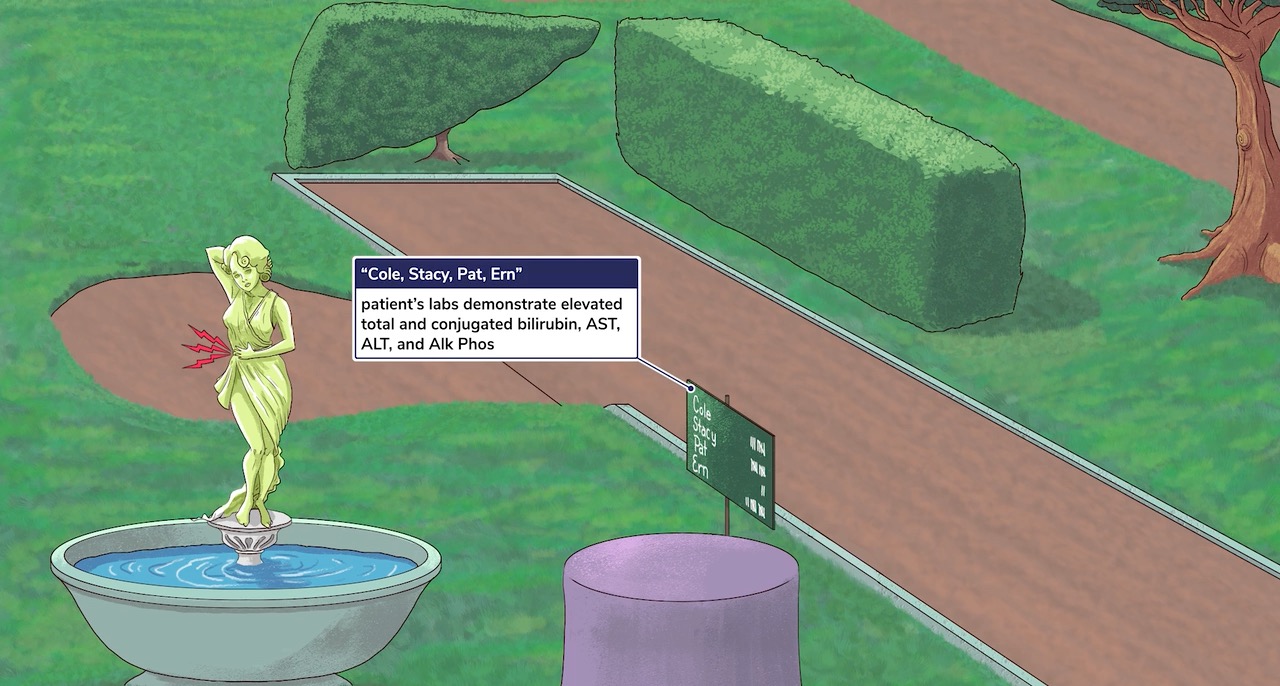 “Cole, Stacy, Pat, Ern”
patient’s labs demonstrate elevated
total and conjugated bilirubin, AST,
ALT, and Alk Phos
Cole
Stacy
Pat
Ern